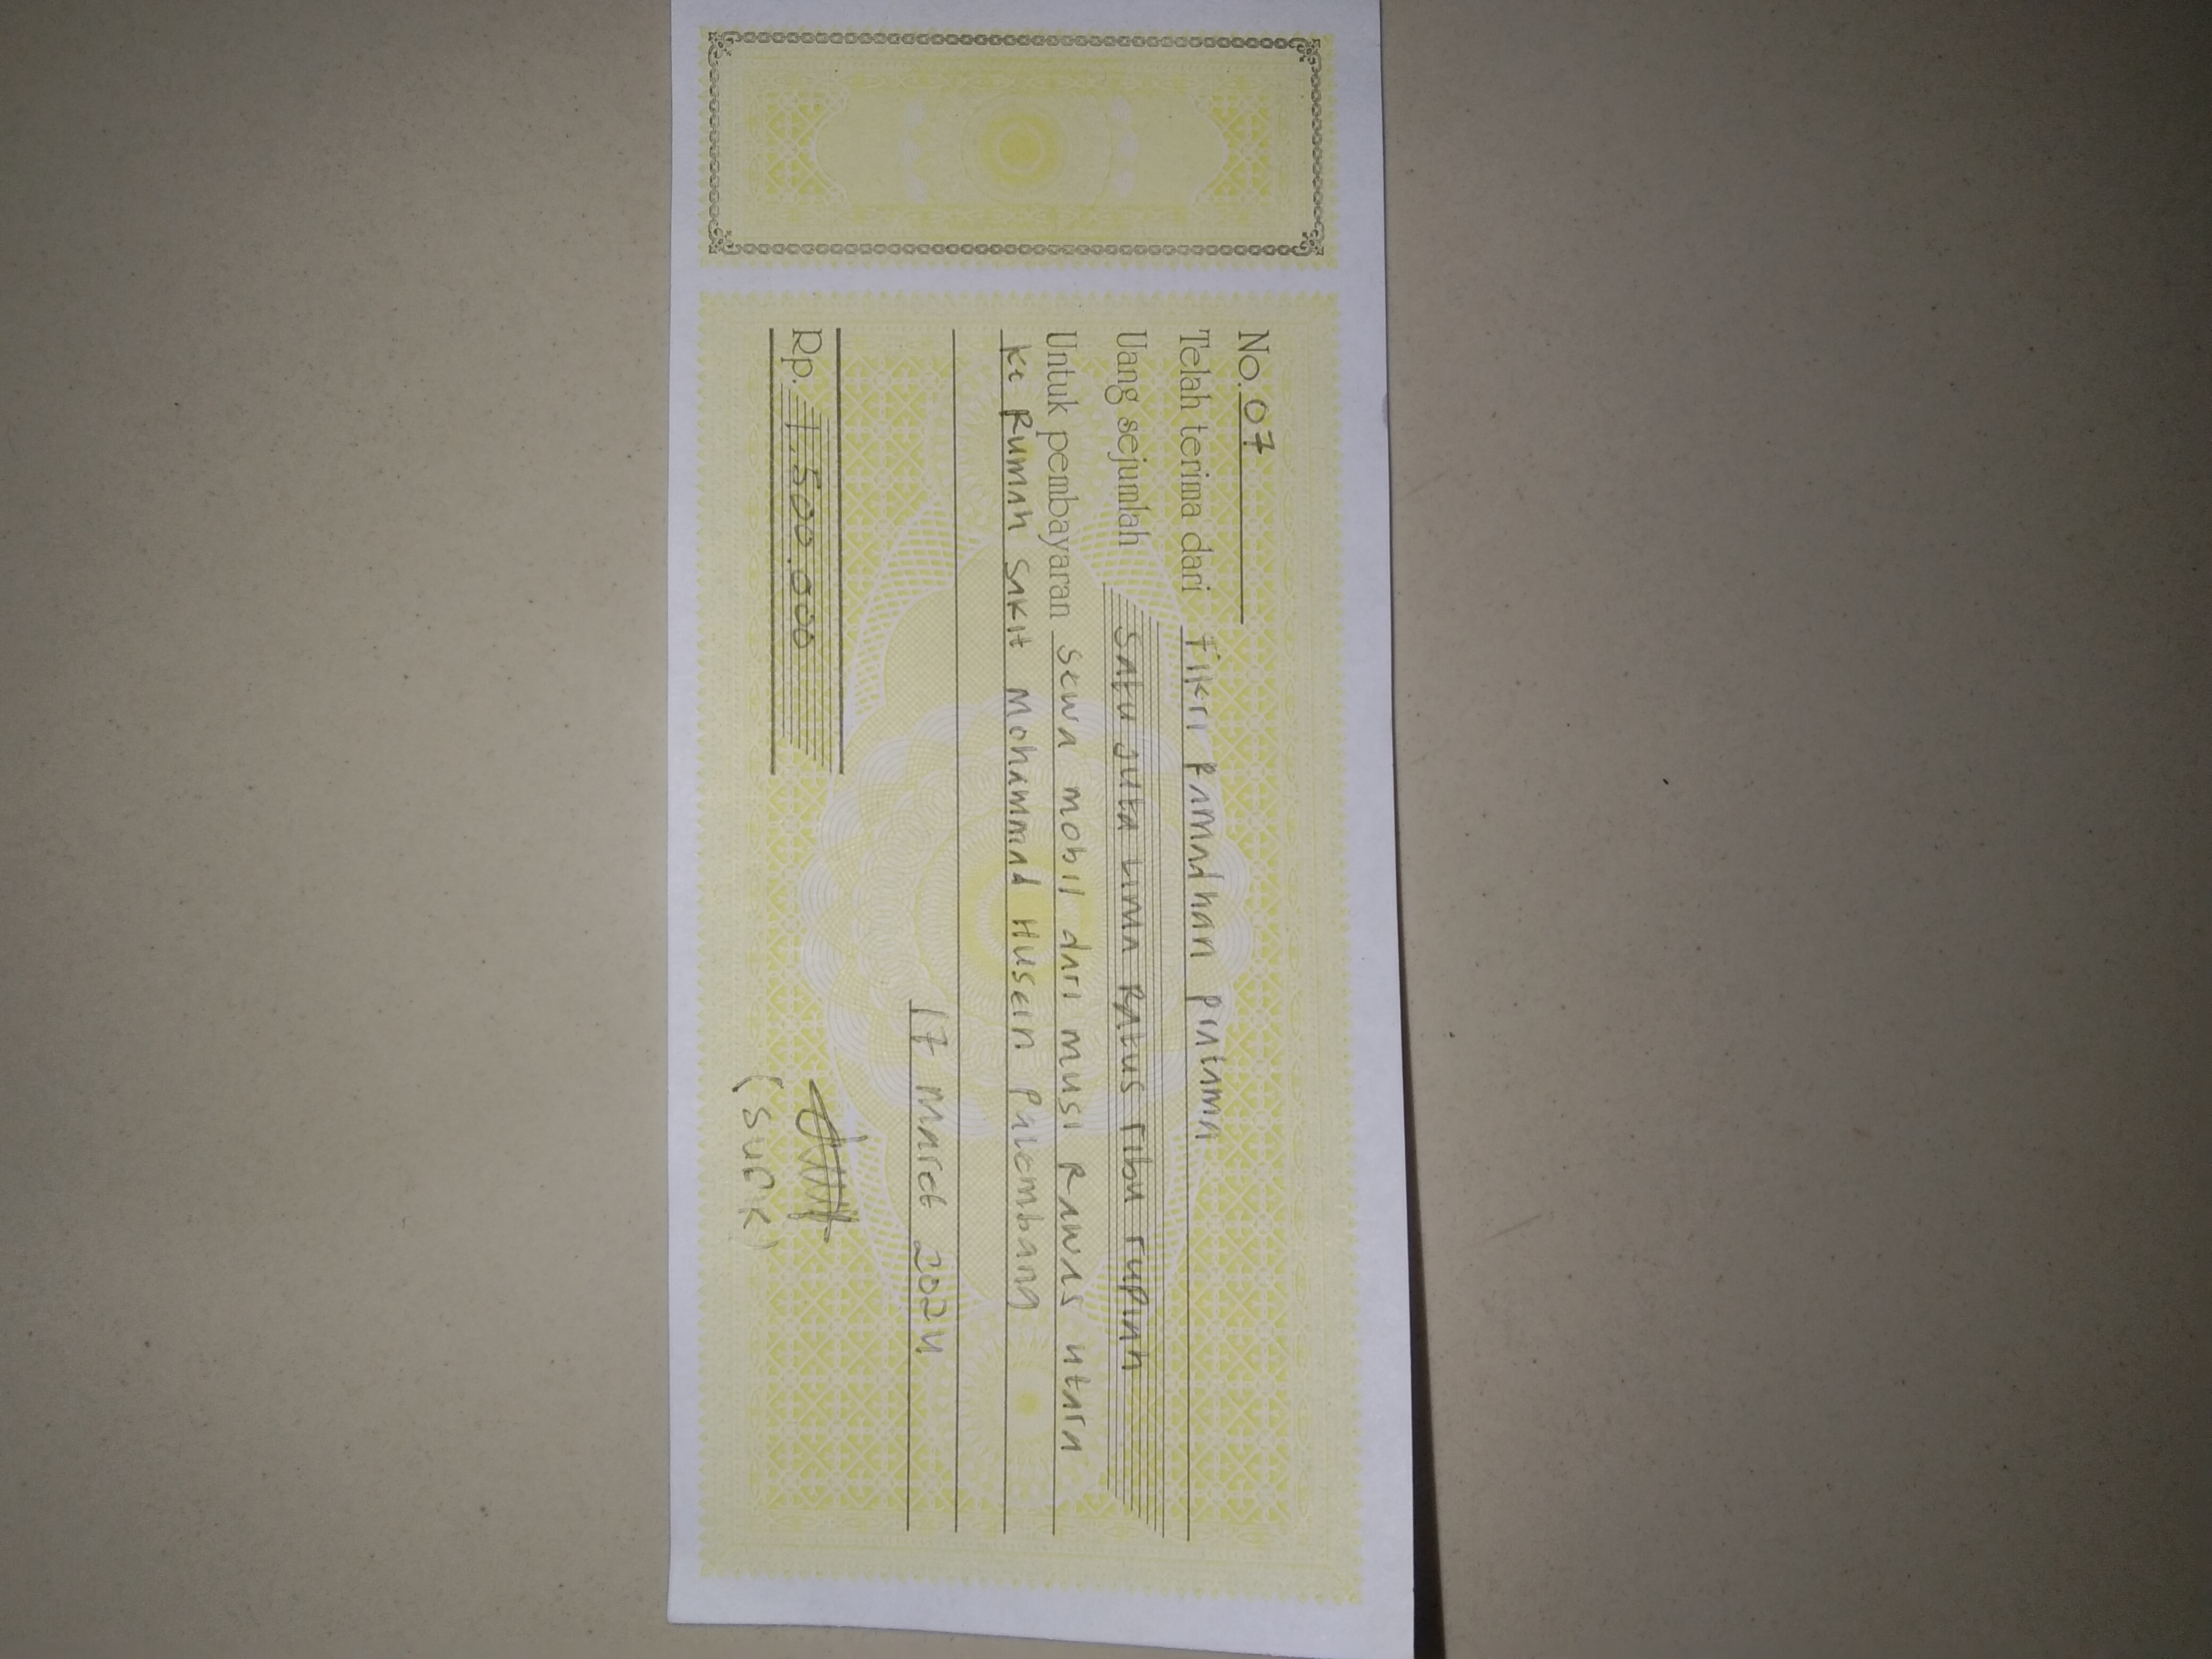 No. 07
Telah terima dari Fikri Ramadhan Pratama
Uang sejumlah Satu juta Lima Ratus ribu rupiah
Untuk pembayaran Sewa mobil dari musi Rawas utara
ke Rumah Sakit Mohammad Husein Palembang
17 Maret 2024
Rp. 1.500.000